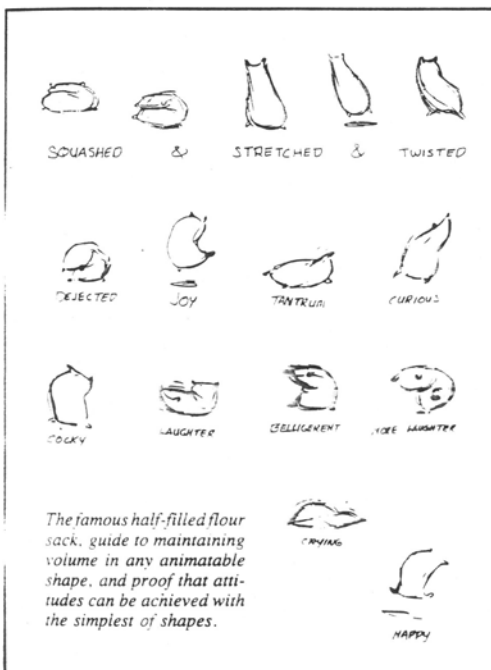 SQUASHED & STRETCHED & TWISTED
DEJECTED JOY TANTRUM CURIOUS
COCKY LAUGHTER BELLIGERENT MORE LAUGHTER
CRYING
HAPPY
The famous half-filled flour
sack, guide to maintaining
volume in any animatable
shape, and proof that atti-
tudes can be achieved with
the simplest of shapes.